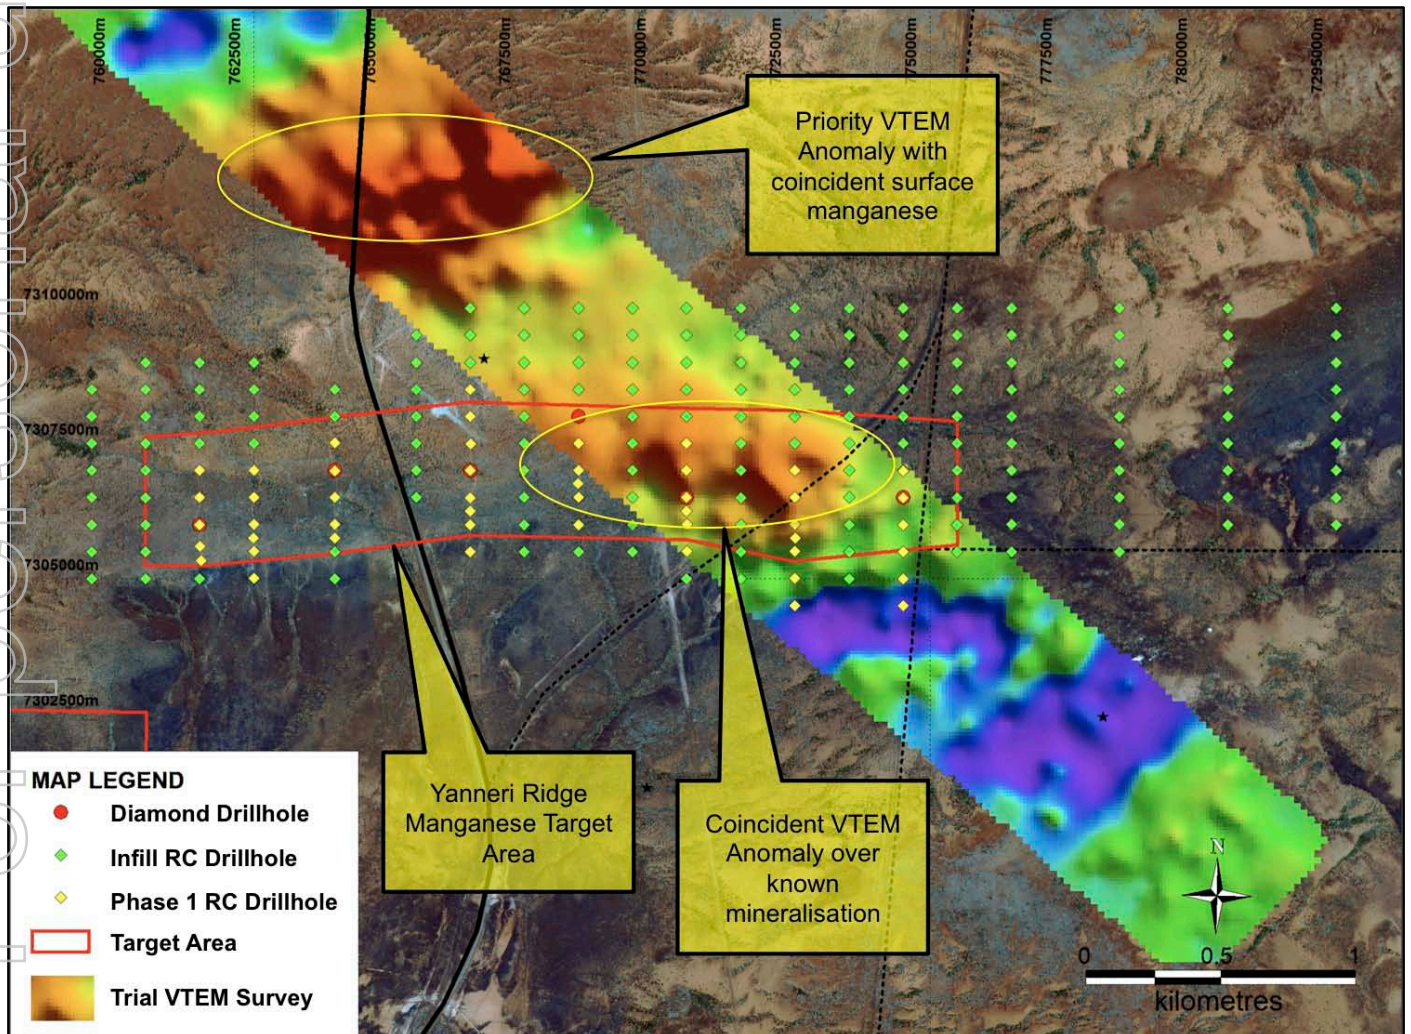 760000m
762500m
765000m
767500m
770000m
772500m
775000m
777500m
780000m
7295000m
Priority VTEM
Anomaly with
coincident surface
manganese
7310000m
7307500m
7305000m
7302500m
Yanneri Ridge
Manganese Target
Area
Coincident VTEM
Anomaly over
known
mineralisation
MAP LEGEND
Diamond Drillhole
Infill RC Drillhole
Phase 1 RC Drillhole
Target Area
Trial VTEM Survey
N
0 0.5 1
kilometres